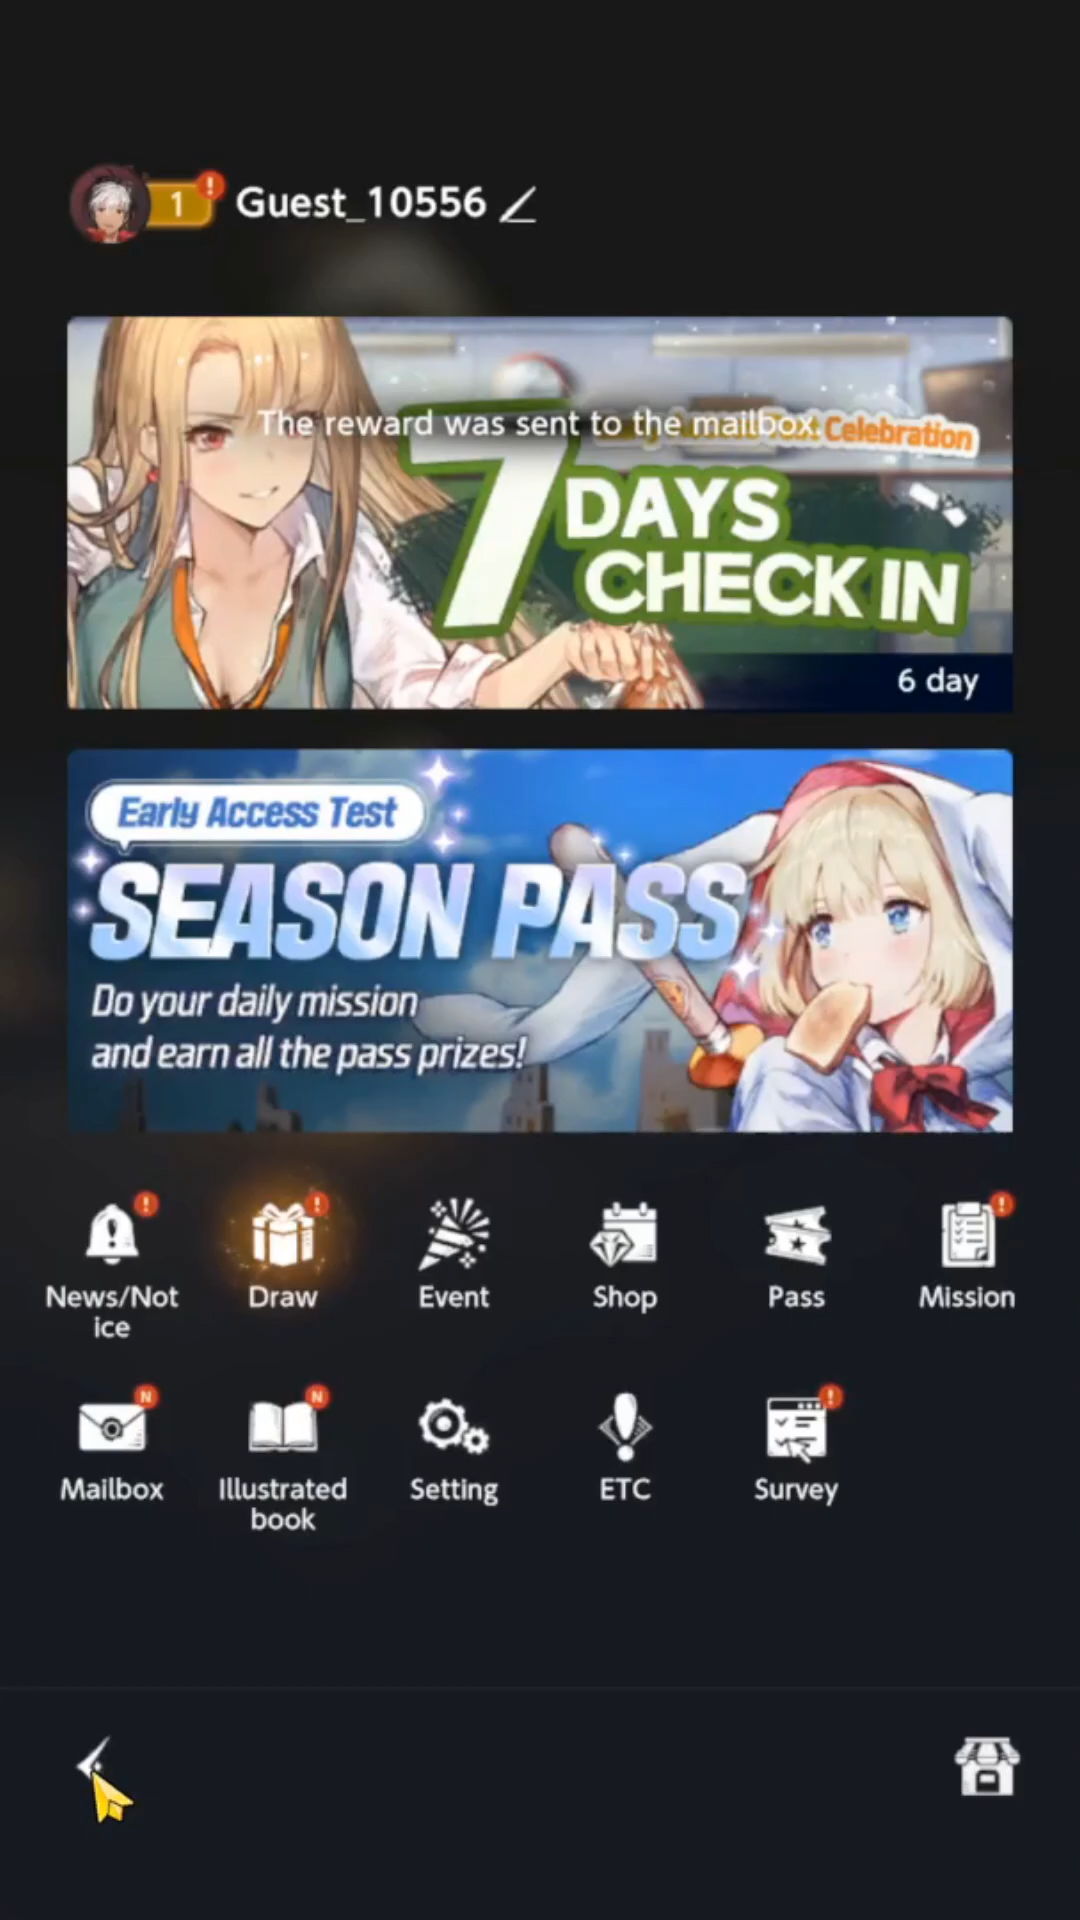 1
!
Guest_10556
The reward was sent to the mailbox.
Celebration
7 DAYS
CHECK IN
6 day
Early Access Test
SEASON PASS
Do your daily mission
and earn all the pass prizes!
!
!
!
News/Not
ice
Draw
Event
Shop
Pass
Mission
N
N
!
Mailbox
Illustrated
book
Setting
ETC
Survey